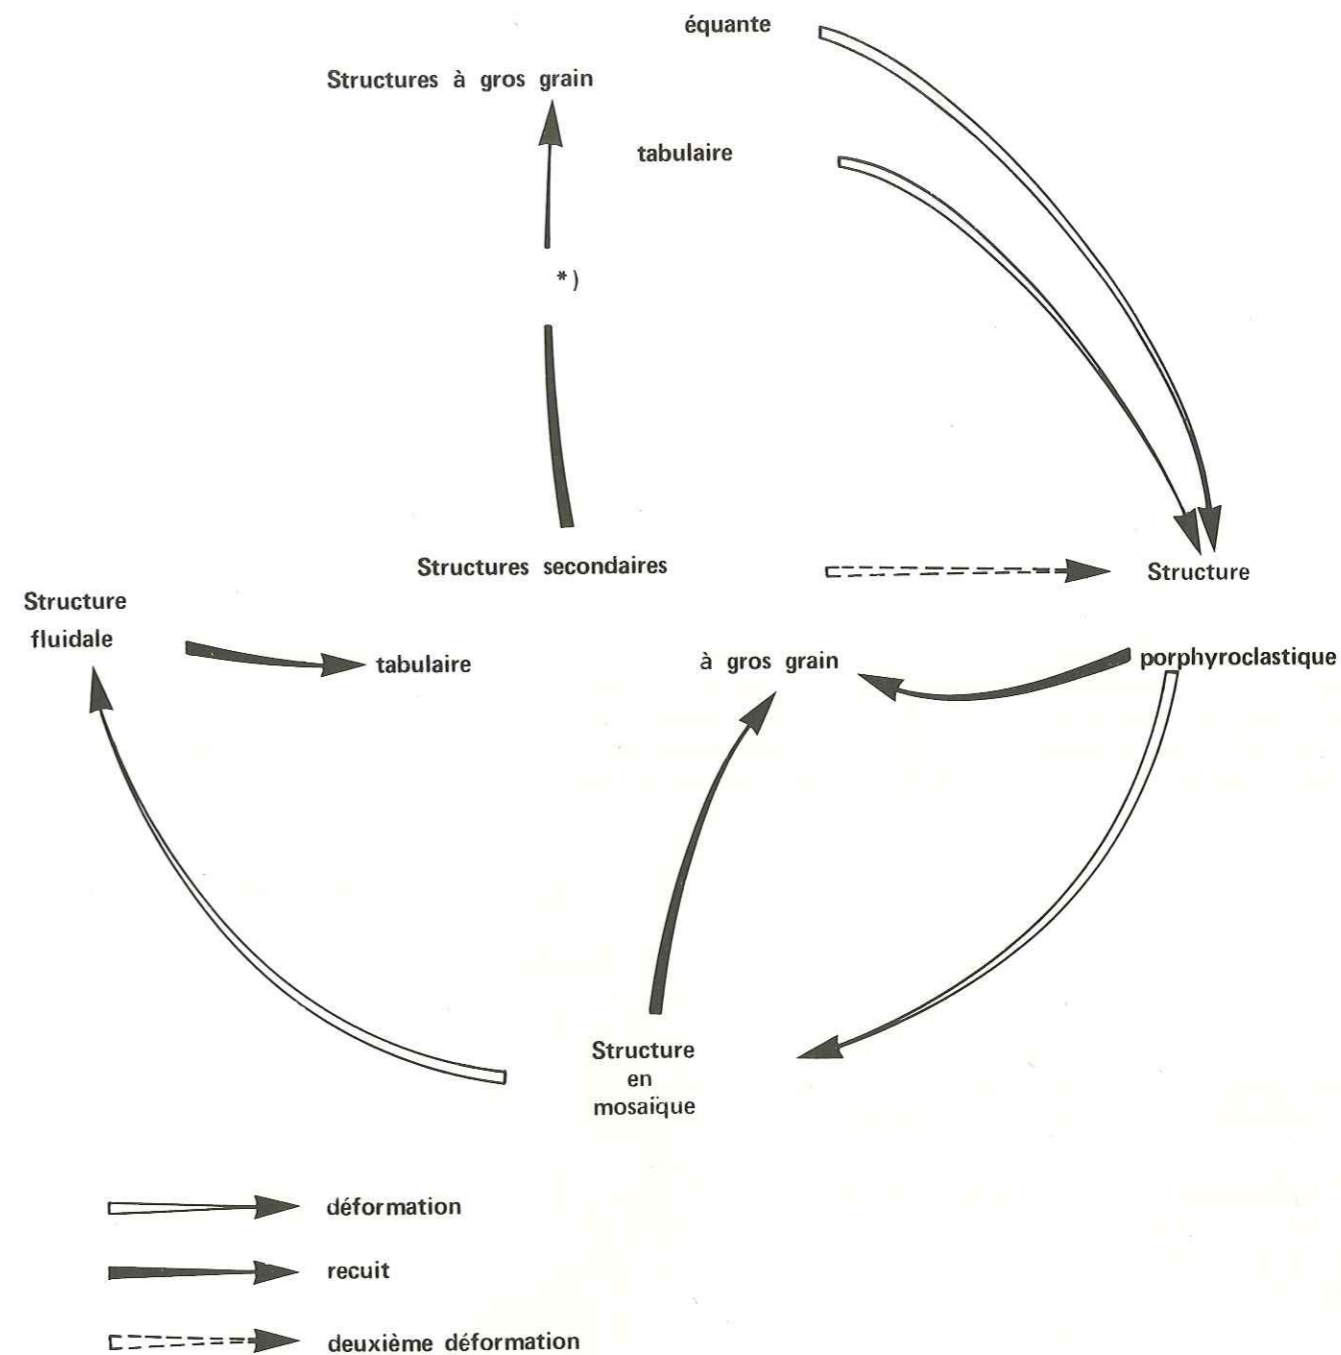 équante
Structures à gros grain
tabulaire
*)
Structures secondaires
Structure
Structure
fluidale
tabulaire
à gros grain
porphyroclastique
Structure
en
mosaïque
déformation
recuit
deuxième déformation